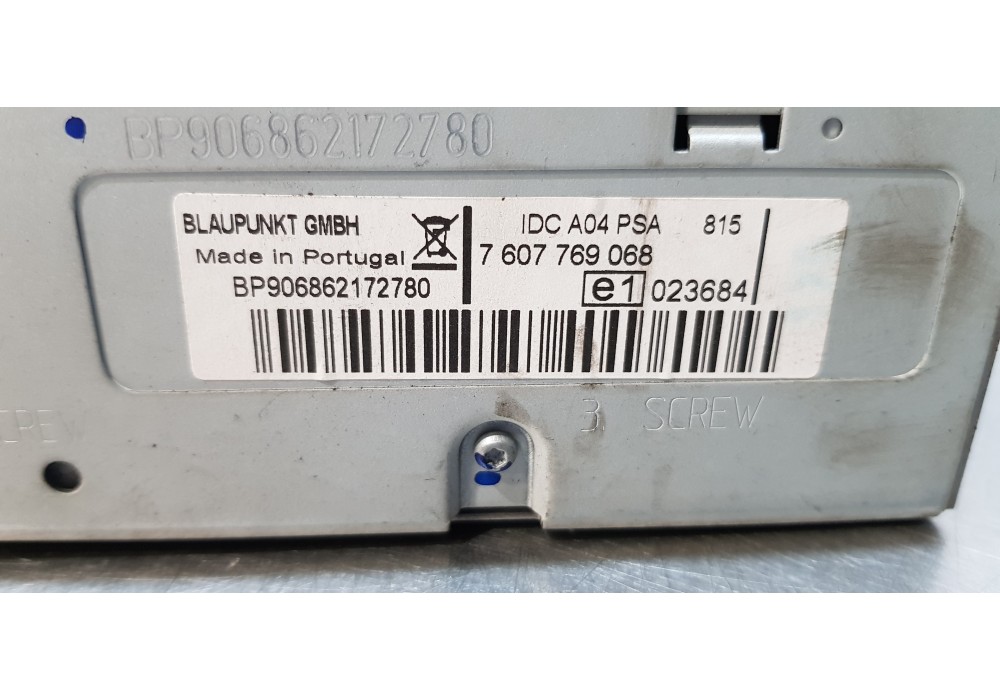 BP906862172780
BLAUPUNKT GMBH
Made in Portugal
BP906862172780
IDC A04 PSA 815
7 607 769 068
e1 023684
3 SCREW